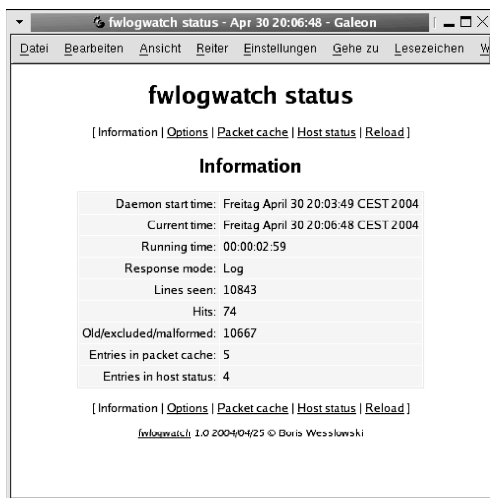 fwlogwatch status - Apr 30 20:06:48 - Galeon
Datei Bearbeiten Ansicht Reiter Einstellungen Gehe zu Lesezeichen W
fwlogwatch status
[ Information | Options | Packet cache | Host status | Reload ]
Information
Daemon start time: Freitag April 30 20:03:49 CEST 2004
Current time: Freitag April 30 20:06:48 CEST 2004
Running time: 00:00:02:59
Response mode: Log
Lines seen: 10843
Hits: 74
Old/excluded/malformed: 10667
Entries in packet cache: 5
Entries in host status: 4
[ Information | Options | Packet cache | Host status | Reload ]
fwlogwatch 1.0 2004/04/25 © Boris Wesslowski